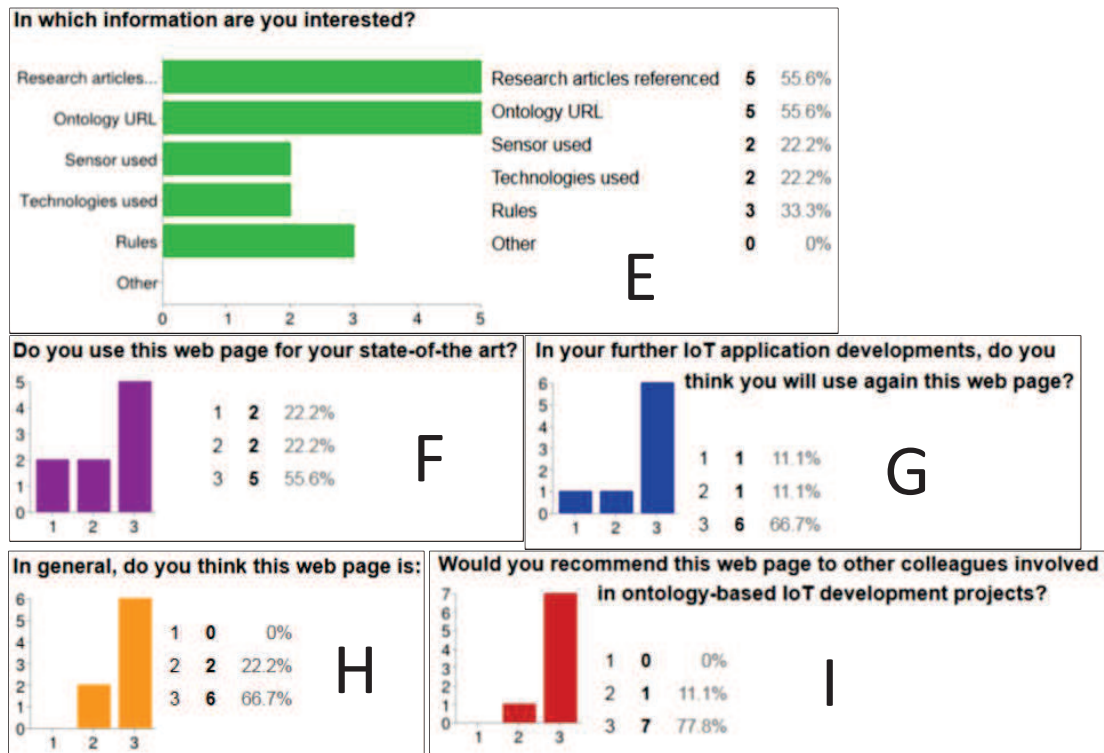 In which information are you interested?
Research articles...
Ontology URL
Sensor used
Technologies used
Rules
Other
0 1 2 3 4 5
Research articles referenced 5 55.6%
Ontology URL 5 55.6%
Sensor used 2 22.2%
Technologies used 2 22.2%
Rules 3 33.3%
Other 0 0%
E
Do you use this web page for your state-of-the art?
5
4
3
2
1
0
1 2 3
1 2 22.2%
2 2 22.2%
3 5 55.6%
F
In your further IoT application developments, do you
think you will use again this web page?
6
5
4
3
2
1
0
1 2 3
1 1 11.1%
2 1 11.1%
3 6 66.7%
G
In general, do you think this web page is:
6
5
4
3
2
1
0
1 2 3
1 0 0%
2 2 22.2%
3 6 66.7%
H
Would you recommend this web page to other colleagues involved
in ontology-based IoT development projects?
7
6
5
4
3
2
1
0
1 2 3
1 0 0%
2 1 11.1%
3 7 77.8%
I